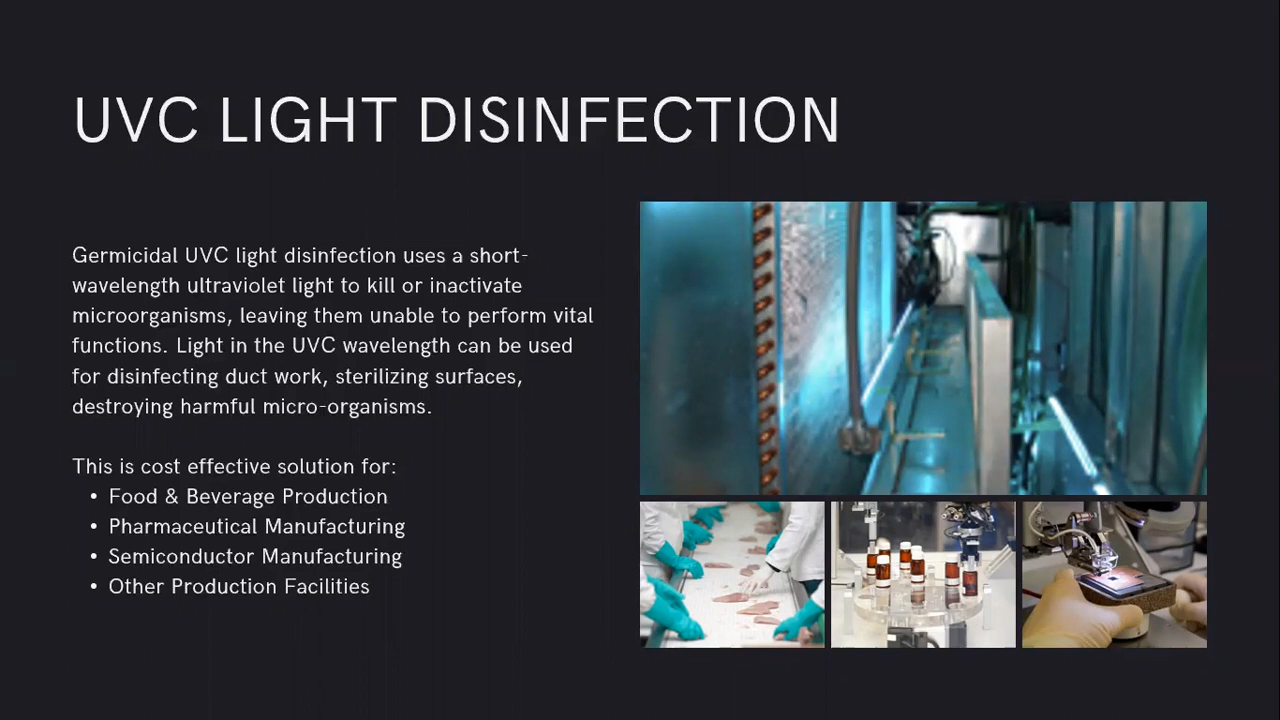 UVC LIGHT DISINFECTION
Germicidal UVC light disinfection uses a short-
wavelength ultraviolet light to kill or inactivate
microorganisms, leaving them unable to perform vital
functions. Light in the UVC wavelength can be used
for disinfecting duct work, sterilizing surfaces,
destroying harmful micro-organisms.
This is cost effective solution for:
• Food & Beverage Production
• Pharmaceutical Manufacturing
• Semiconductor Manufacturing
• Other Production Facilities